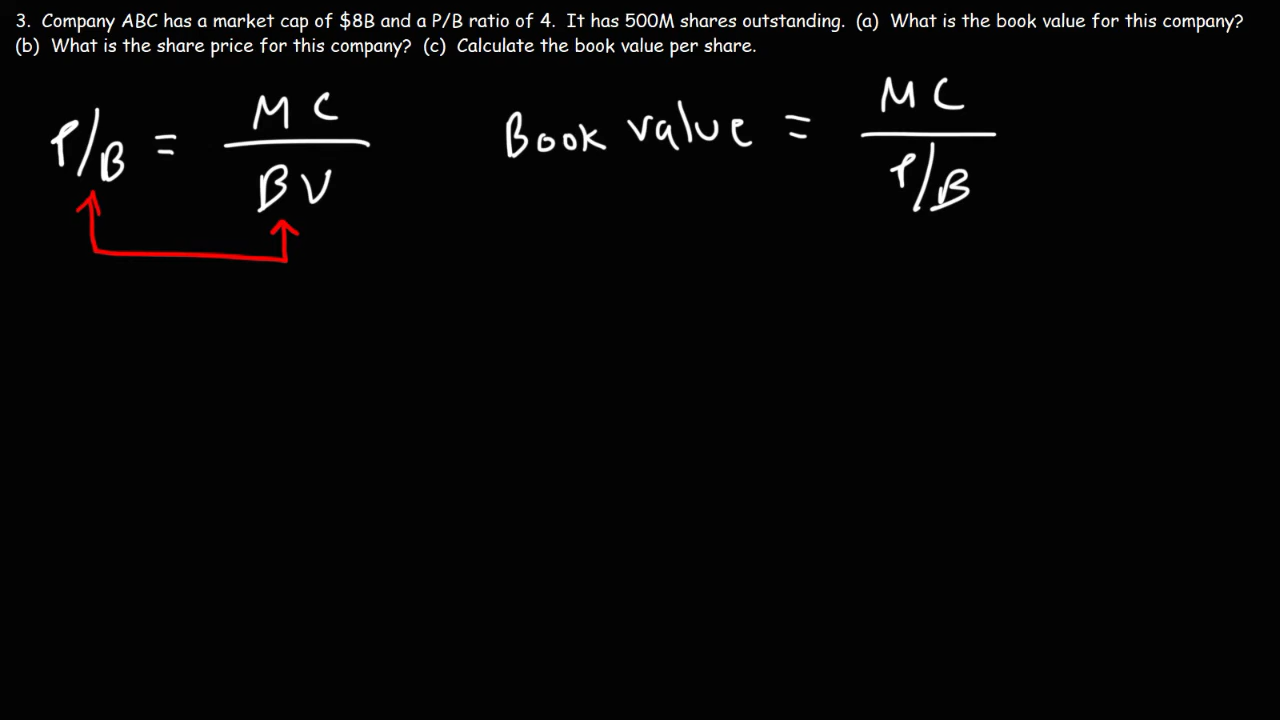 3. Company ABC has a market cap of $8B and a P/B ratio of 4. It has 500M shares outstanding. (a) What is the book value for this company?
(b) What is the share price for this company? (c) Calculate the book value per share.
P/B = MC / BV
Book value = MC / P/B